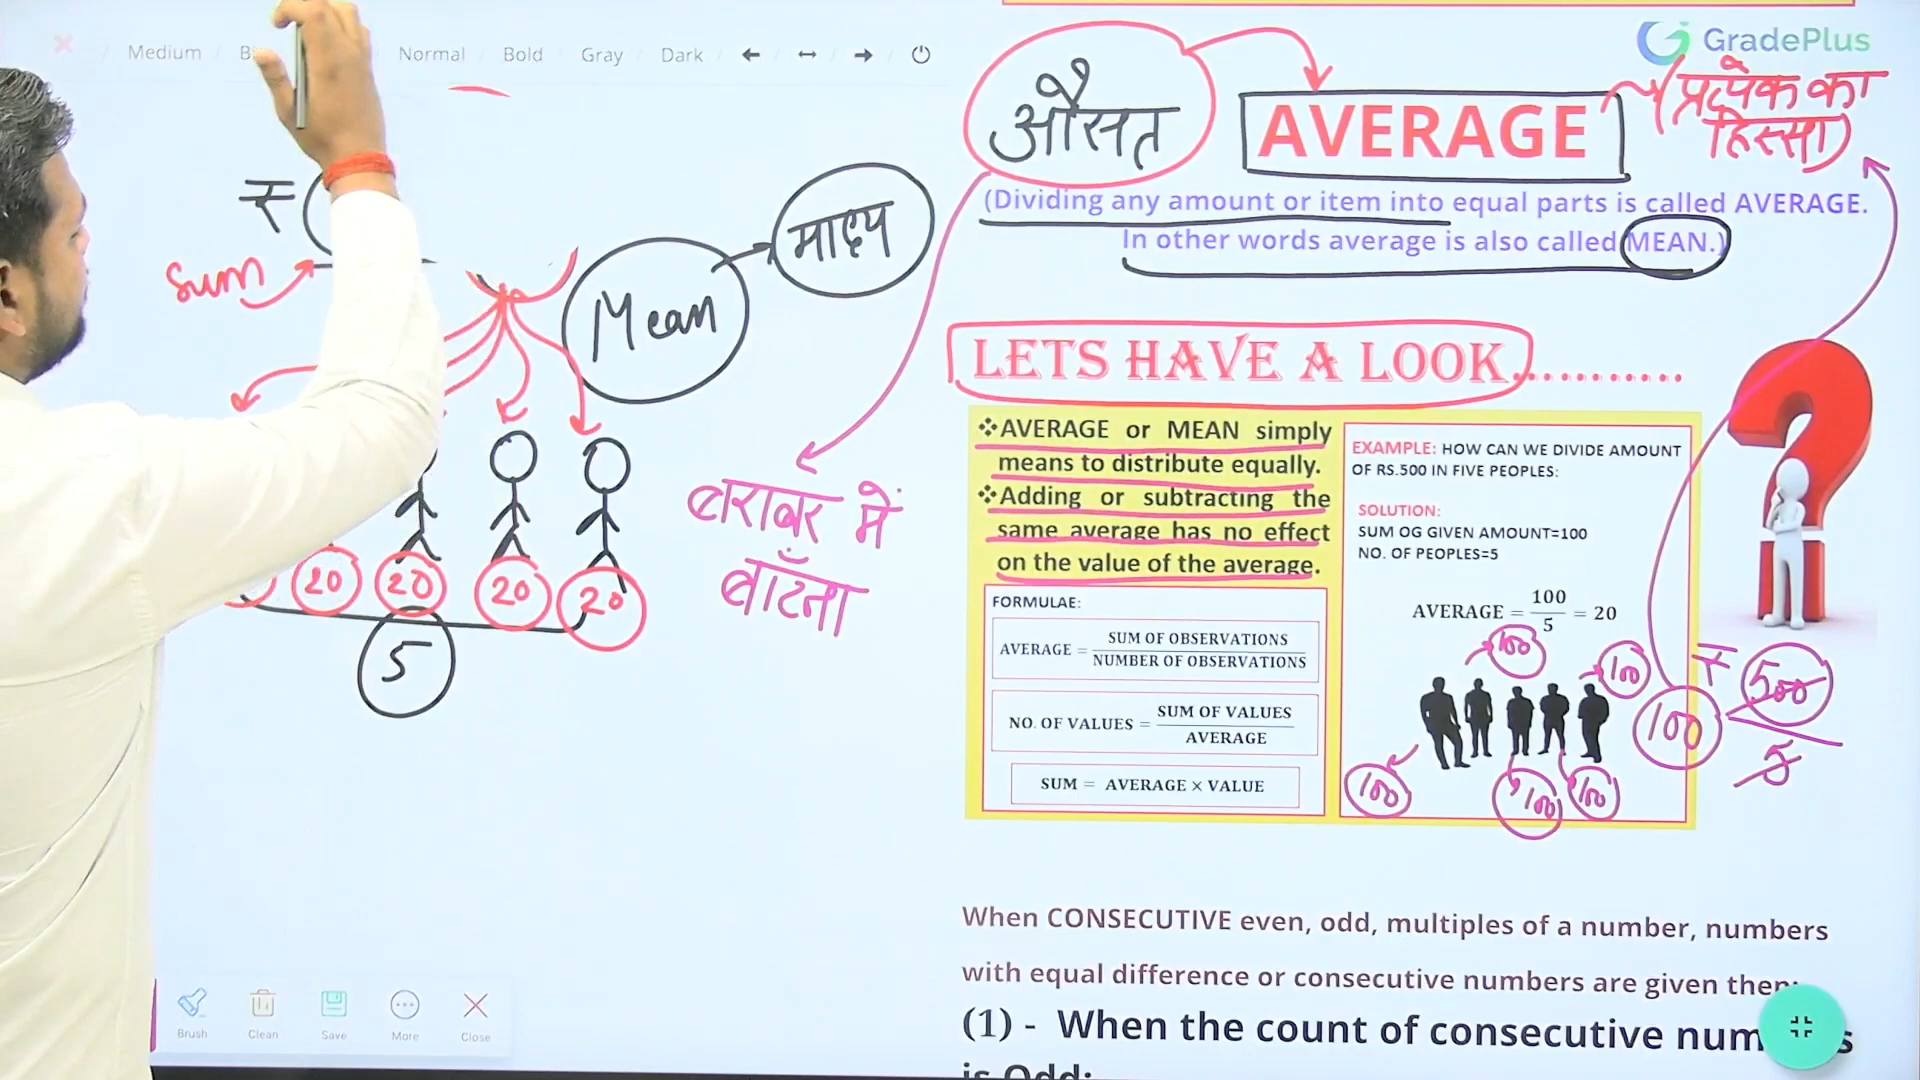 Medium
Normal
Bold
Gray
Dark
GradePlus
औसत
AVERAGE
(प्रत्येक का
हिस्सा)
₹
माध्य
Mean
Sum
(Dividing any amount or item into equal parts is called AVERAGE.
In other words average is also called MEAN.)
LETS HAVE A LOOK...........
❖AVERAGE or MEAN simply
means to distribute equally.
❖Adding or subtracting the
same average has no effect
on the value of the average.
FORMULAE:
AVERAGE = SUM OF OBSERVATIONS
NUMBER OF OBSERVATIONS
NO. OF VALUES = SUM OF VALUES
AVERAGE
SUM = AVERAGE × VALUE
EXAMPLE: HOW CAN WE DIVIDE AMOUNT
OF RS.500 IN FIVE PEOPLES:
SOLUTION:
SUM OG GIVEN AMOUNT=100
NO. OF PEOPLES=5
AVERAGE = 100
5 = 20
100
100
100
100
100
100
₹ 500
5
बराबर में
बाँटना
20 20 20 20
5
When CONSECUTIVE even, odd, multiples of a number, numbers
with equal difference or consecutive numbers are given then:
(1) - When the count of consecutive
is Odd:
Brush
Clean
Save
More
Close